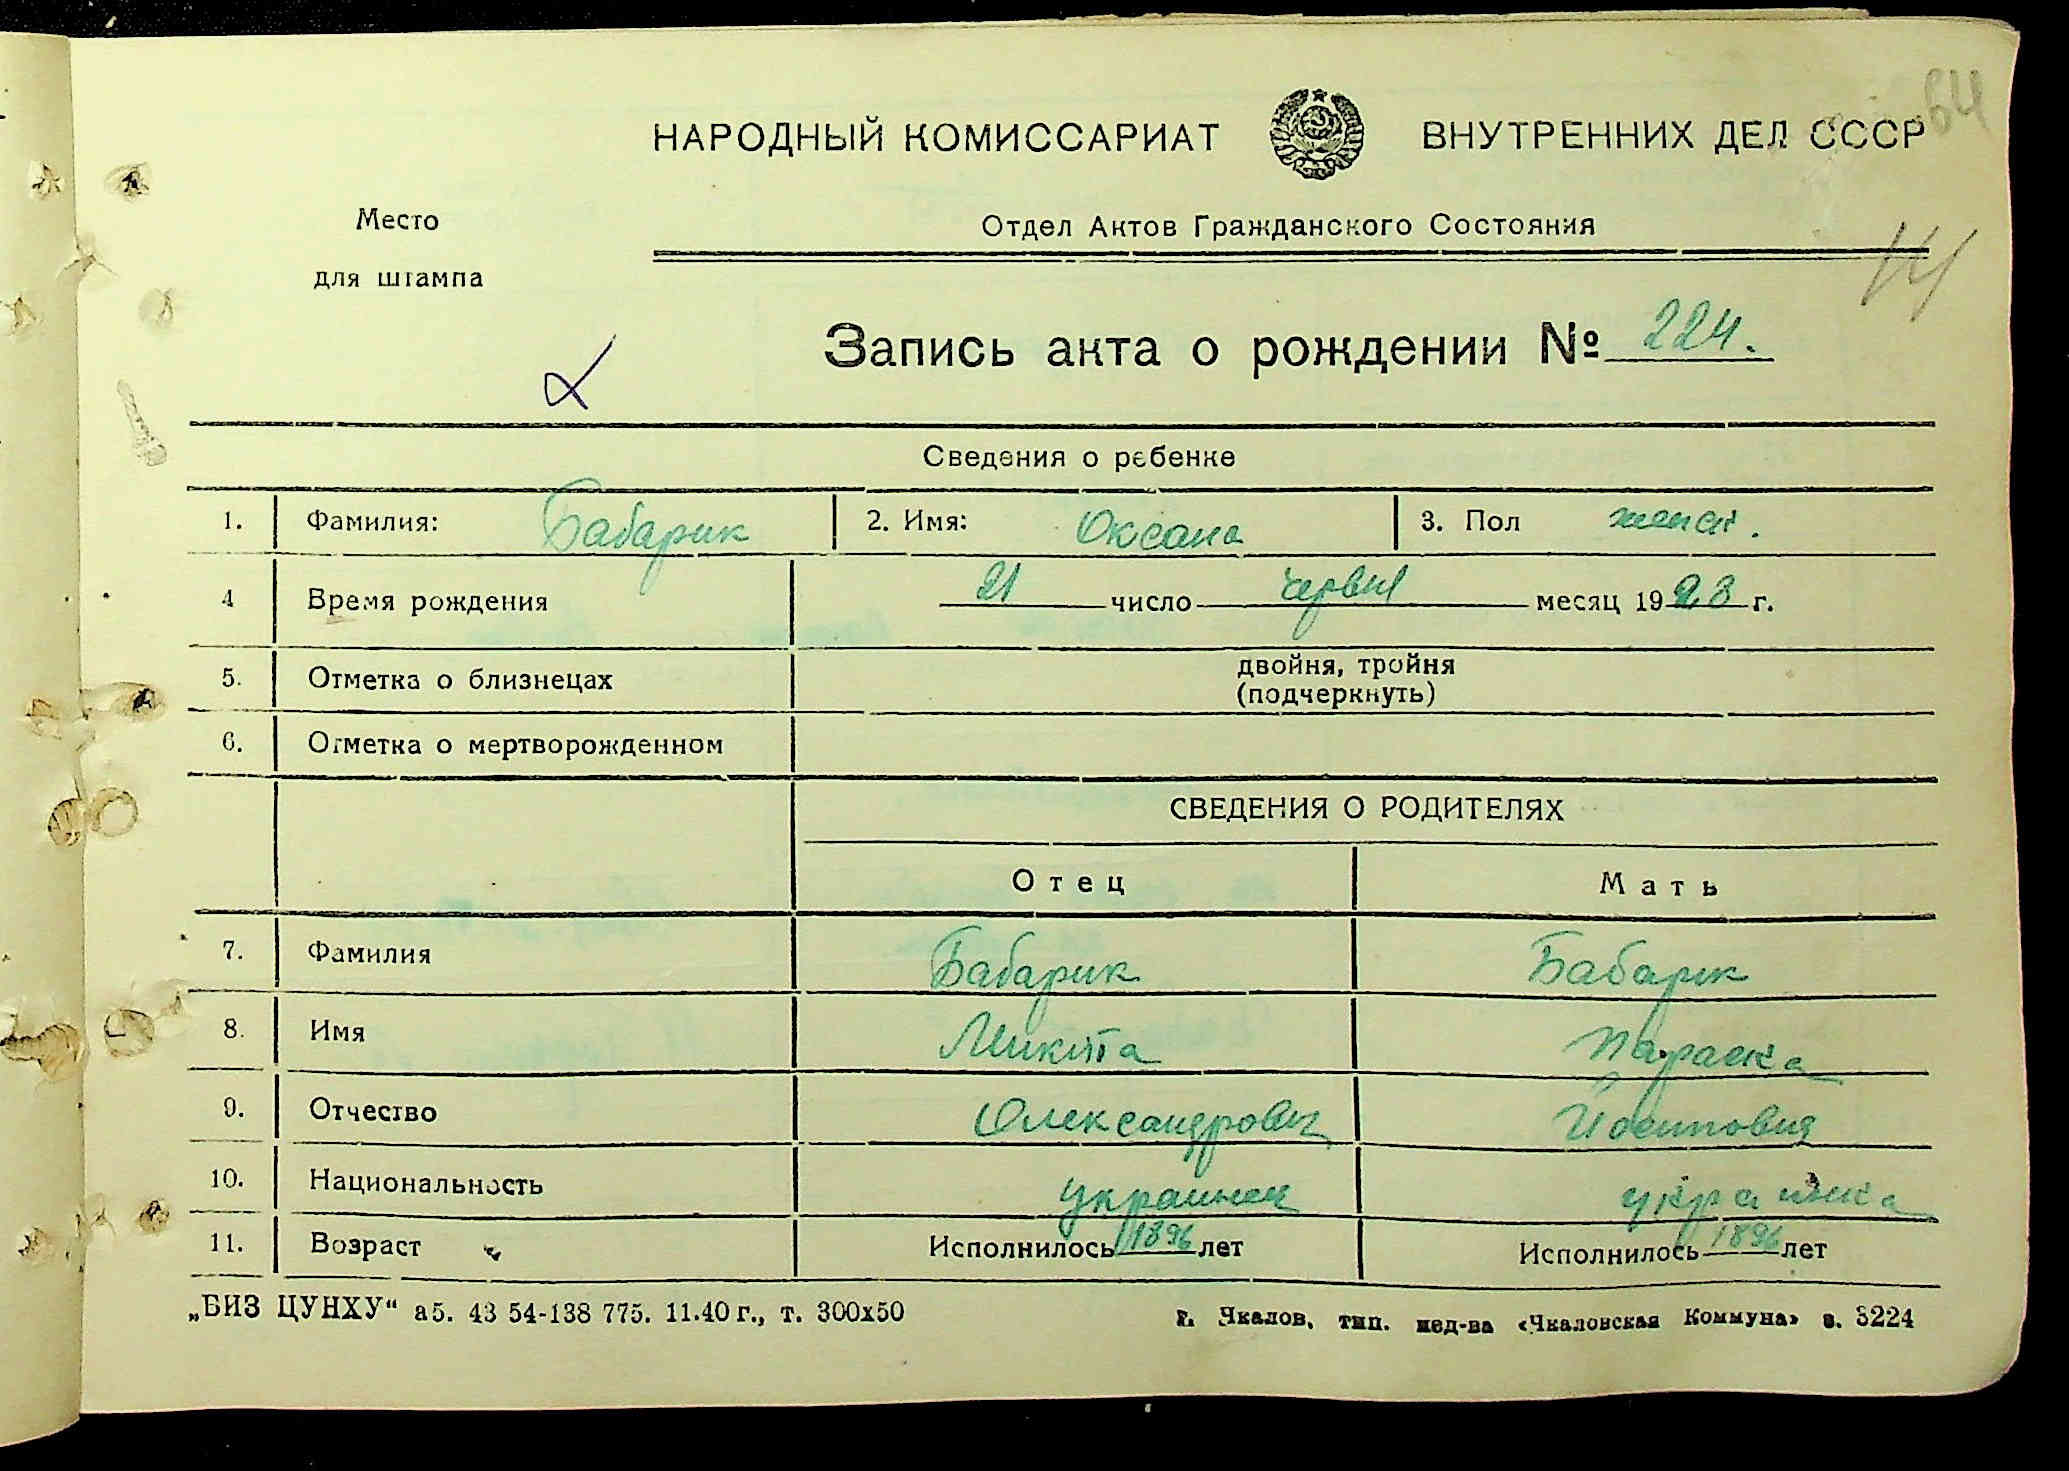 64
НАРОДНЫЙ КОМИССАРИАТ ВНУТРЕННИХ ДЕЛ СССР
Место
для штампа
Отдел Актов Гражданского Состояния
Запись акта о рождении № 224.
Сведения о ребенке
1. Фамилия: Бабарик 2. Имя: Оксана 3. Пол женск.
4 Время рождения 21 число червня месяц 1923 г.
5. Отметка о близнецах двойня, тройня
(подчеркнуть)
6. Отметка о мертворожденном
СВЕДЕНИЯ О РОДИТЕЛЯХ
Отец Мать
7. Фамилия Бабарик Бабарик
8. Имя Микита Параска
9. Отчество Олександрович Йосиповна
10. Национальность украинец украинка
11. Возраст Исполнилось 1896 лет Исполнилось 1896 лет
„БИЗ ЦУНХУ“ а5. 43 54-138 775. 11.40 г., т. 300х50 г. Чкалов, тип. изд-ва «Чкаловская Коммуна» з. 3224